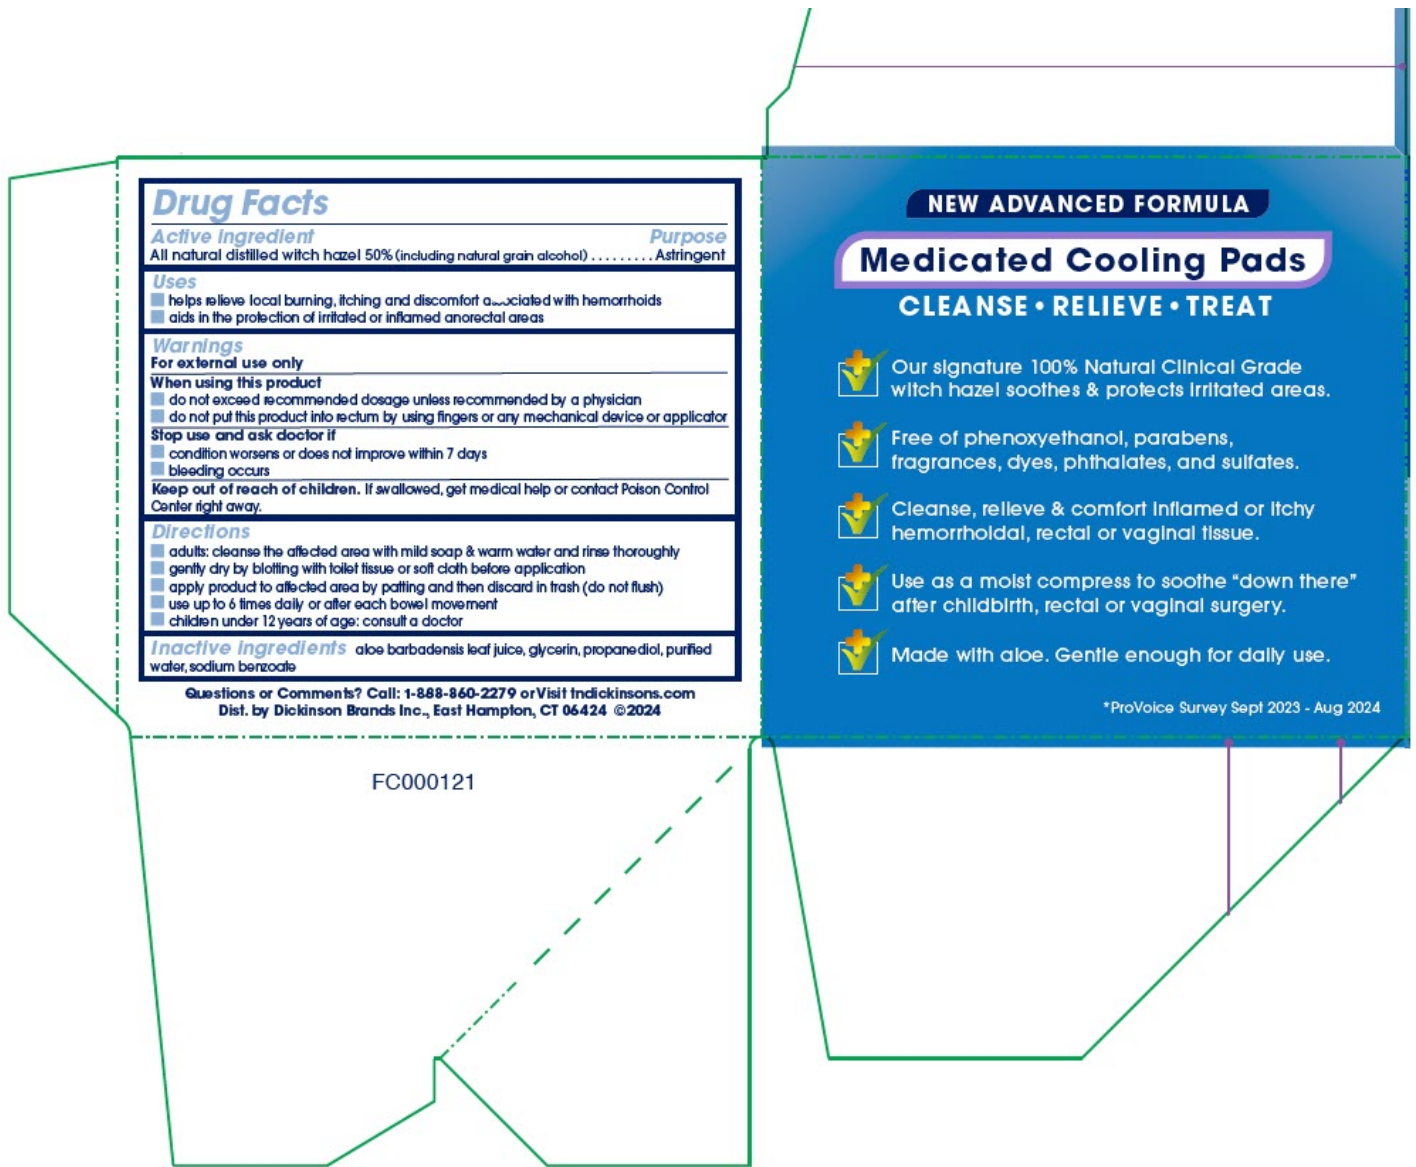 Drug Facts
Active ingredient Purpose
All natural distilled witch hazel 50% (including natural grain alcohol) ......... Astringent
Uses
helps relieve local burning, itching and discomfort associated with hemorrhoids
aids in the protection of irritated or inflamed anorectal areas
Warnings
For external use only
When using this product
do not exceed recommended dosage unless recommended by a physician
do not put this product into rectum by using fingers or any mechanical device or applicator
Stop use and ask doctor if
condition worsens or does not improve within 7 days
bleeding occurs
Keep out of reach of children. If swallowed, get medical help or contact Poison Control
Center right away.
Directions
adults: cleanse the affected area with mild soap & warm water and rinse thoroughly
gently dry by blotting with toilet tissue or soft cloth before application
apply product to affected area by patting and then discard in trash (do not flush)
use up to 6 times daily or after each bowel movement
children under 12 years of age: consult a doctor
Inactive ingredients aloe barbadensis leaf juice, glycerin, propanediol, purified
water, sodium benzoate
Questions or Comments? Call: 1-888-860-2279 or Visit tndickinsons.com
Dist. by Dickinson Brands Inc., East Hampton, CT 06424 ©2024
FC000121
NEW ADVANCED FORMULA
Medicated Cooling Pads
CLEANSE • RELIEVE • TREAT
Our signature 100% Natural Clinical Grade
witch hazel soothes & protects irritated areas.
Free of phenoxyethanol, parabens,
fragrances, dyes, phthalates, and sulfates.
Cleanse, relieve & comfort inflamed or itchy
hemorrhoidal, rectal or vaginal tissue.
Use as a moist compress to soothe “down there”
after childbirth, rectal or vaginal surgery.
Made with aloe. Gentle enough for daily use.
*ProVoice Survey Sept 2023 - Aug 2024